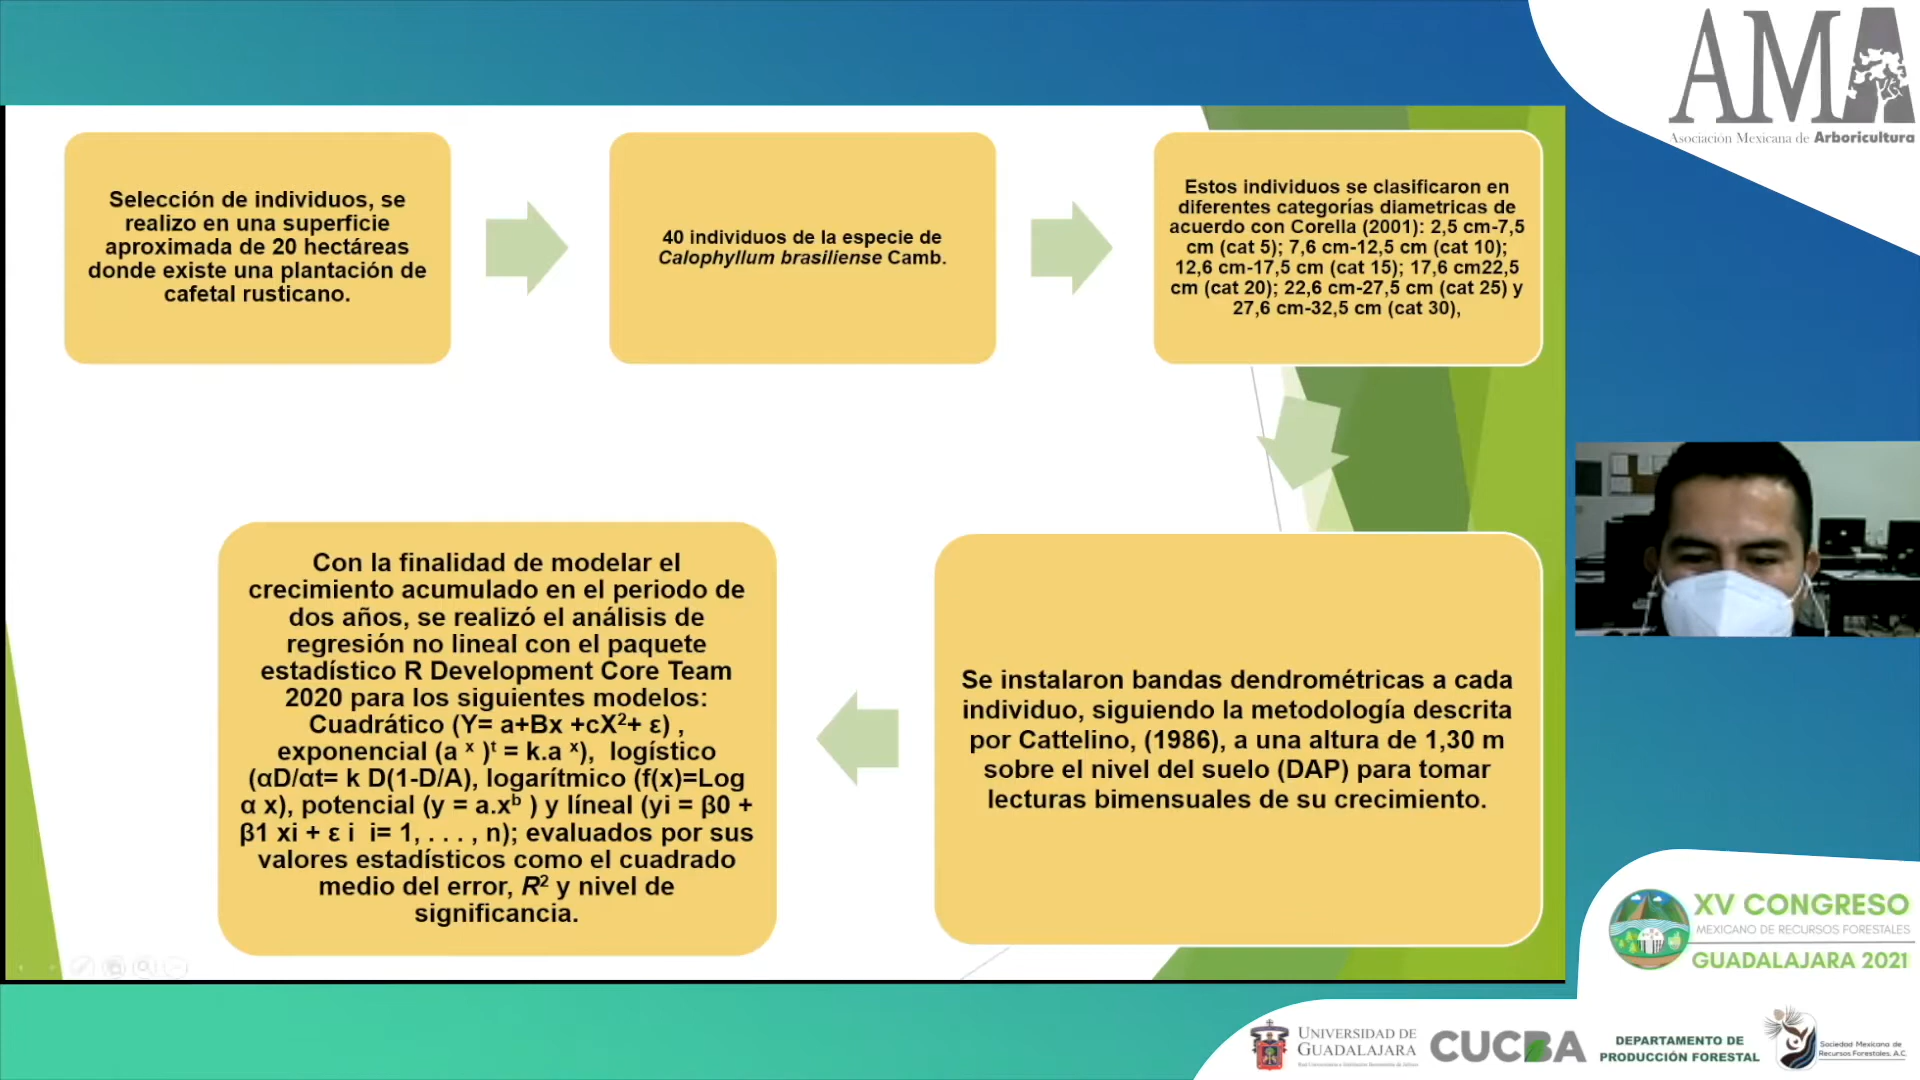 AMA
Asociación Mexicana de Arboricultura
Selección de individuos, se
realizo en una superficie
aproximada de 20 hectáreas
donde existe una plantación de
cafetal rusticano.
40 individuos de la especie de
Calophyllum brasiliense Camb.
Estos individuos se clasificaron en
diferentes categorías diametricas de
acuerdo con Corella (2001): 2,5 cm-7,5
cm (cat 5); 7,6 cm-12,5 cm (cat 10);
12,6 cm-17,5 cm (cat 15); 17,6 cm22,5
cm (cat 20); 22,6 cm-27,5 cm (cat 25) y
27,6 cm-32,5 cm (cat 30),
Se instalaron bandas dendrométricas a cada
individuo, siguiendo la metodología descrita
por Cattelino, (1986), a una altura de 1,30 m
sobre el nivel del suelo (DAP) para tomar
lecturas bimensuales de su crecimiento.
Con la finalidad de modelar el
crecimiento acumulado en el periodo de
dos años, se realizó el análisis de
regresión no lineal con el paquete
estadístico R Development Core Team
2020 para los siguientes modelos:
Cuadrático (Y= a+Bx +cX²+ ε) ,
exponencial (a ˣ )ᵗ = k.a ˣ), logístico
(αD/αt= k D(1-D/A), logarítmico (f(x)=Log
α x), potencial (y = a.xᵇ ) y líneal (yi = β0 +
β1 xi + ε i i= 1, . . . , n); evaluados por sus
valores estadísticos como el cuadrado
medio del error, R² y nivel de
significancia.
XV CONGRESO
MEXICANO DE RECURSOS FORESTALES
GUADALAJARA 2021
UNIVERSIDAD DE
GUADALAJARA
CUCBA
DEPARTAMENTO DE
PRODUCCIÓN FORESTAL
Sociedad Mexicana de
Recursos Forestales, A.C.